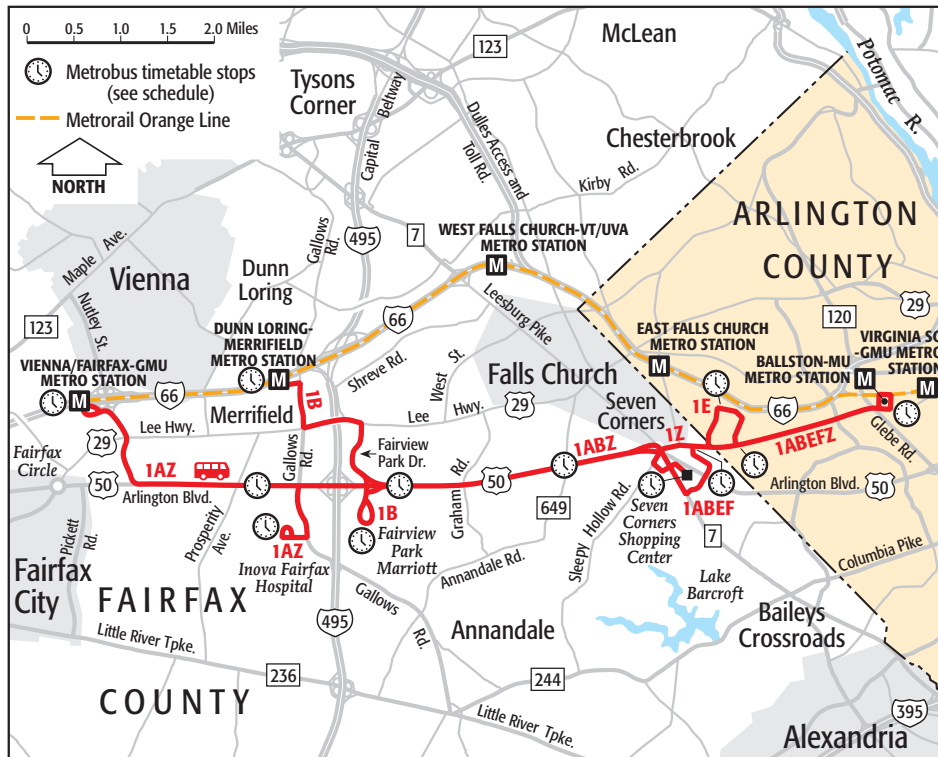 0 0.5 1.0 2.0 Miles
Metrobus timetable stops
(see schedule)
Metrorail Orange Line
NORTH
McLean
123
Tysons
Corner
Capital
Beltway
Dulles Access and
Toll Rd.
Chesterbrook
Kirby Rd.
Potomac R.
ARLINGTON
COUNTY
Gallows
Rd.
495
7
WEST FALLS CHURCH-VT/UVA
METRO STATION
M
Maple Ave.
Vienna
Dunn
Loring
Nutley St.
123
66
Leesburg Pike
29
120
DUNN LORING-
MERRIFIELD
METRO STATION
M
EAST FALLS CHURCH
METRO STATION
M
VIRGINIA SQ
-GMU METRO
STATION
M
BALLSTON-MU
METRO STATION
M
VIENNA/FAIRFAX-GMU
METRO STATION
M
66
Shreve Rd.
West St.
Falls Church
Merrifield
1B
Lee Hwy.
29
Seven
Corners
1E
66
Glebe Rd.
Lee Hwy.
29
Fairfax
Circle
50
1AZ
Arlington Blvd.
Gallows
Rd.
Fairview
Park Dr.
1ABZ
1Z
1ABEFZ
Graham Rd.
50
Arlington Blvd.
50
Prosperity
Ave.
1AZ
Inova Fairfax
Hospital
1B
Fairview
Park
Marriott
649
Sleepy Hollow Rd.
Seven
Corners
Shopping
Center
1ABEF
7
Pickett
Rd.
Annandale Rd.
Columbia Pike
Fairfax
City
FAIRFAX
COUNTY
Gallows
Rd.
Lake
Barcroft
Baileys
Crossroads
Annandale
Little River Tpke.
495
236
244
Little River Tpke.
395
Alexandria